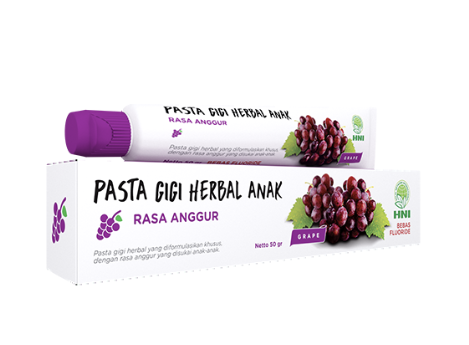 PASTA GIGI HERBAL ANAK
RASA ANGGUR
Pasta gigi herbal yang diformulasikan khusus,
dengan rasa anggur yang disukai anak-anak.
GRAPE
HNI
PASTA GIGI HERBAL ANAK
RASA ANGGUR
Pasta gigi herbal yang diformulasikan khusus,
dengan rasa anggur yang disukai anak-anak.
Netto 50 gr
GRAPE
HNI
BEBAS
FLUORIDE